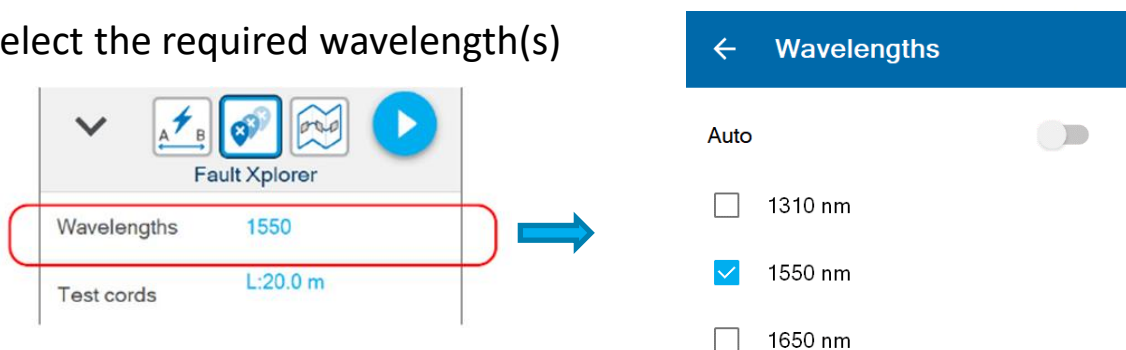 elect the required wavelength(s)
A B
Fault Xplorer
Wavelengths 1550
Test cords L:20.0 m
Wavelengths
Auto
1310 nm
1550 nm
1650 nm